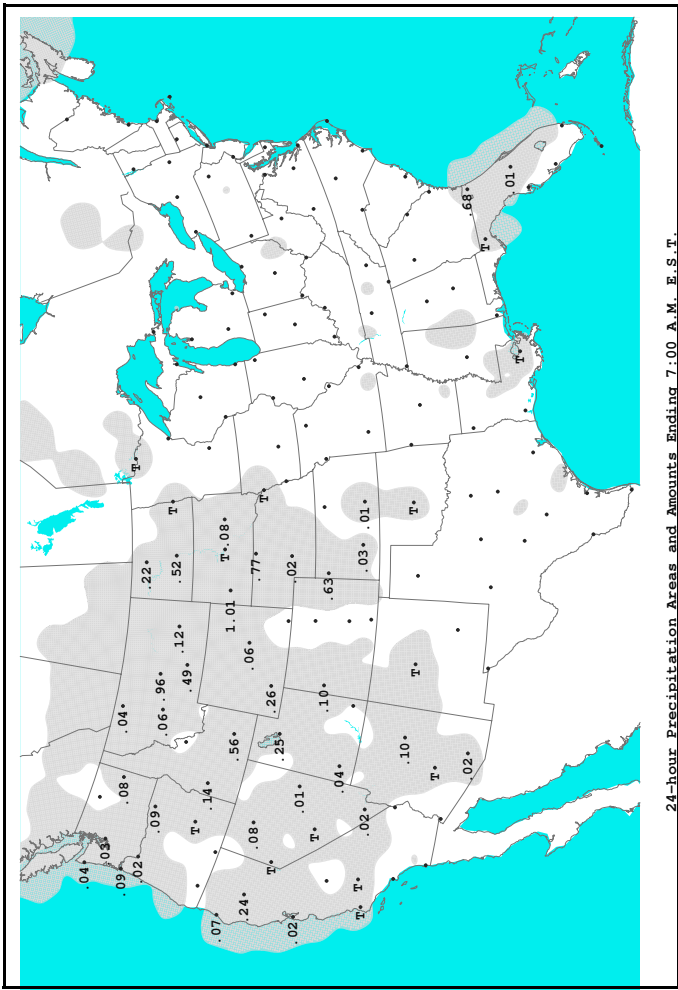 .04
.03
.09
.04
.08
T
.02
.22
.09
.96
.06
T
.52
.12
.49
T
.14
.07
T
.08
1.01
.56
.24
.06
.08
.77
T
.26
T
.25
.02
.02
.01
T
.10
.63
.04
T
T
.03
.01
.02
.10
T
T
T
.68
.02
T
.01
T
24-hour Precipitation Areas and Amounts Ending 7:00 A.M. E.S.T.